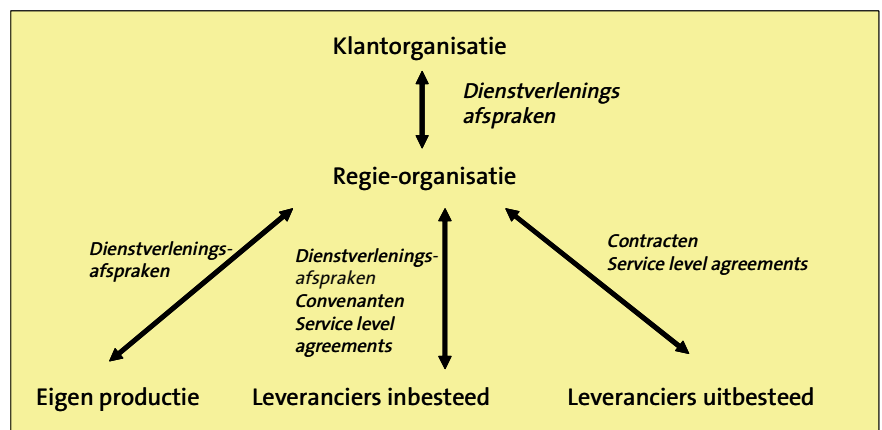 Klantorganisatie
Dienstverlenings
afspraken
Regie-organisatie
Dienstverlenings-
afspraken
Dienstverlenings-
afspraken
Convenanten
Service level
agreements
Contracten
Service level agreements
Eigen productie
Leveranciers inbesteed
Leveranciers uitbesteed